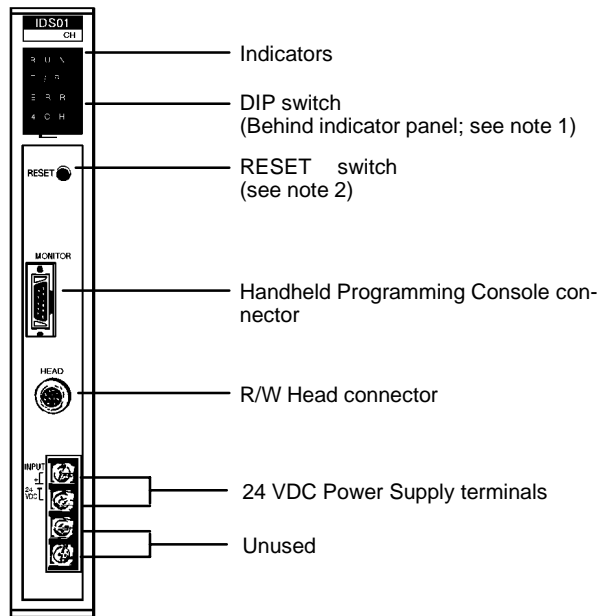 IDS01
CH
RUN
T/R
ERR
4CH
Indicators
DIP switch
(Behind indicator panel; see note 1)
RESET
RESET switch
(see note 2)
MONITOR
Handheld Programming Console con-
nector
HEAD
R/W Head connector
INPUT
+
24
VDC
-
24 VDC Power Supply terminals
Unused